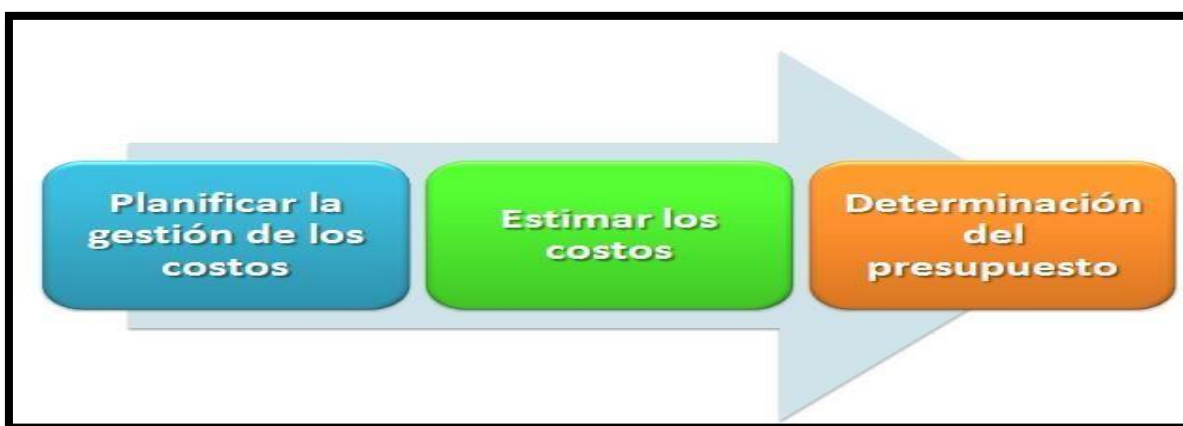 Planificar la
gestión de los
costos
Estimar los
costos
Determinación
del
presupuesto